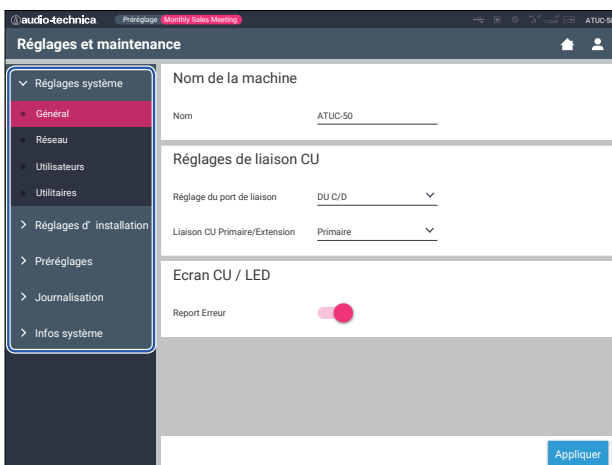 audio-technica Préréglage Monthly Sales Meeting ATUC-50
Réglages et maintenance
Réglages système
Général
Réseau
Utilisateurs
Utilitaires
Réglages d’ installation
Préréglages
Journalisation
Infos système
Nom de la machine
Nom ATUC-50
Réglages de liaison CU
Réglage du port de liaison DU C/D
Liaison CU Primaire/Extension Primaire
Ecran CU / LED
Report Erreur
Appliquer